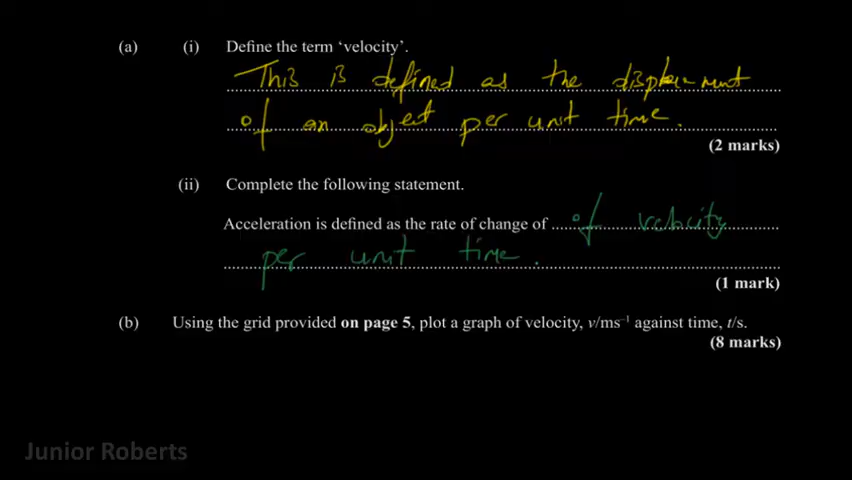 (a) (i) Define the term ‘velocity’.
This is defined as the displacement
of an object per unit time.
(2 marks)
(ii) Complete the following statement.
Acceleration is defined as the rate of change of of velocity
per unit time.
(1 mark)
(b) Using the grid provided on page 5, plot a graph of velocity, v/ms⁻¹ against time, t/s.
(8 marks)
Junior Roberts